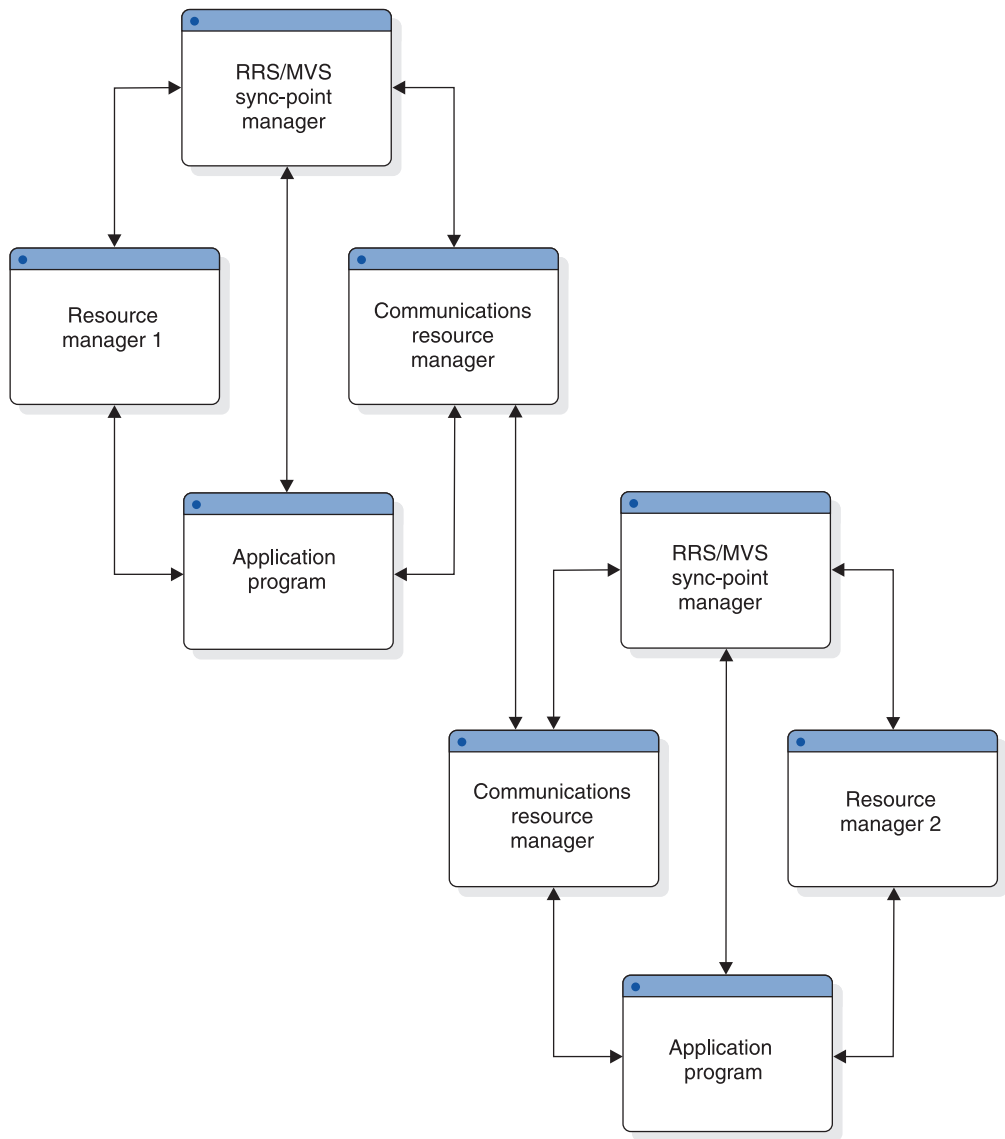 RRS/MVS
sync-point
manager
Resource
manager 1
Communications
resource
manager
Application
program
RRS/MVS
sync-point
manager
Communications
resource
manager
Resource
manager 2
Application
program